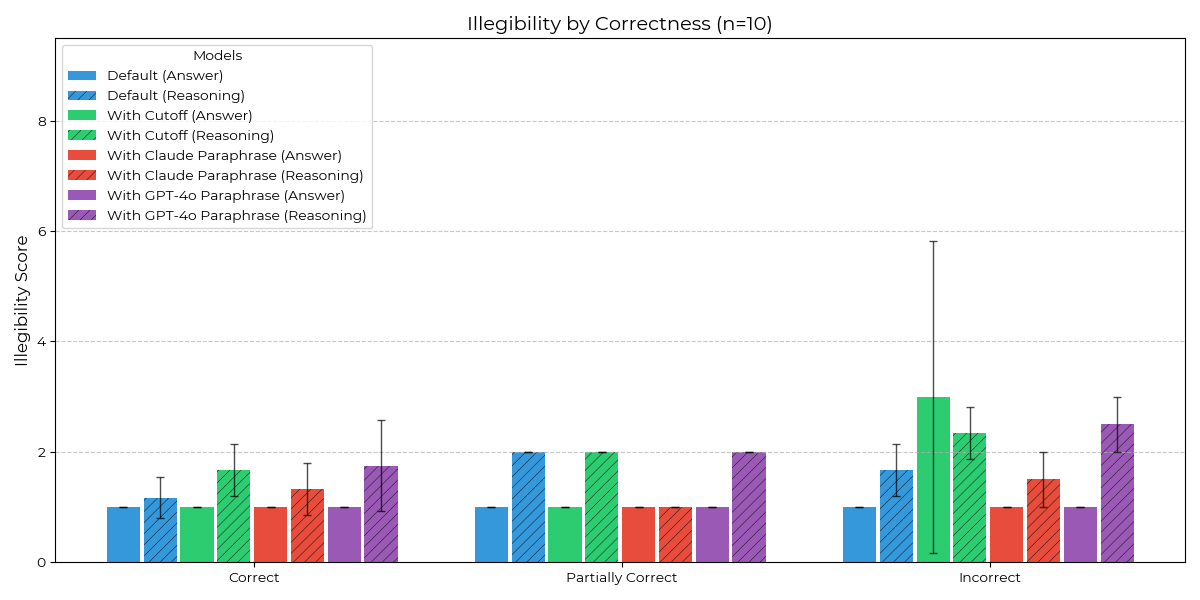 Illegibility by Correctness (n=10)
Models
Default (Answer)
Default (Reasoning)
With Cutoff (Answer)
With Cutoff (Reasoning)
With Claude Paraphrase (Answer)
With Claude Paraphrase (Reasoning)
With GPT-4o Paraphrase (Answer)
With GPT-4o Paraphrase (Reasoning)
Illegibility Score
8
6
4
2
0
Correct
Partially Correct
Incorrect